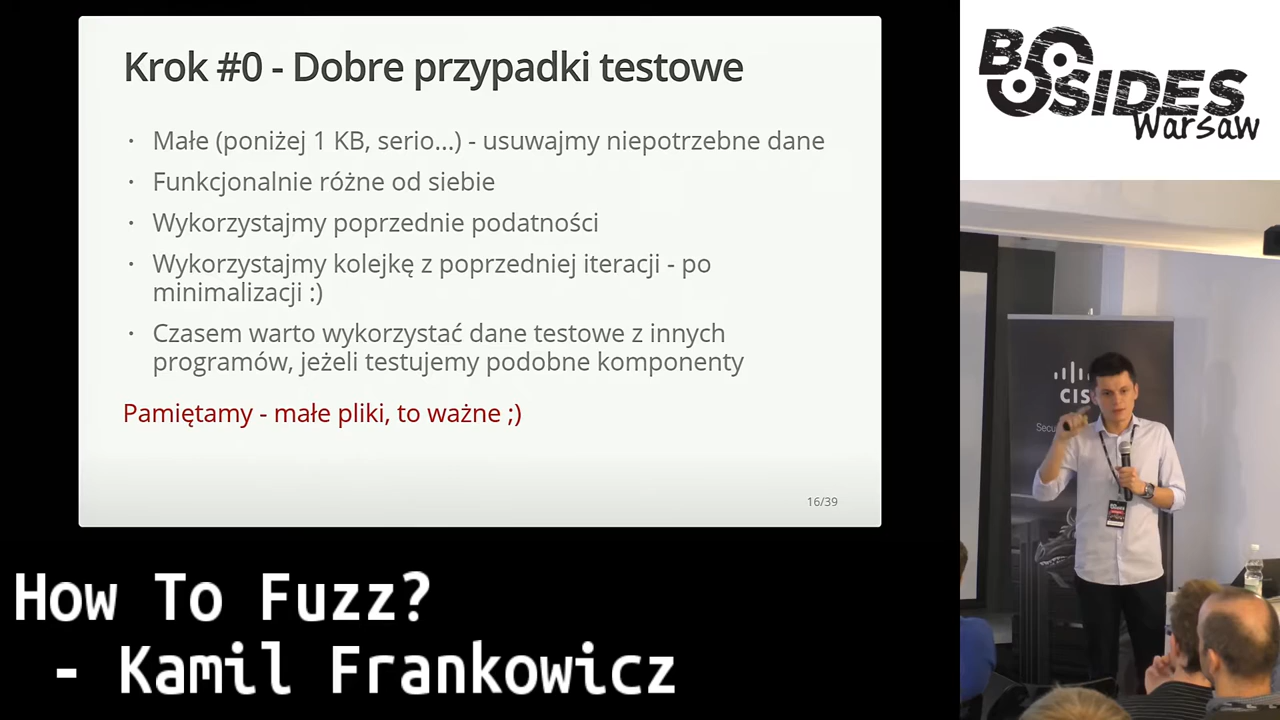 Krok #0 - Dobre przypadki testowe
· Małe (poniżej 1 KB, serio...) - usuwajmy niepotrzebne dane
· Funkcjonalnie różne od siebie
· Wykorzystajmy poprzednie podatności
· Wykorzystajmy kolejkę z poprzedniej iteracji - po
minimalizacji :)
· Czasem warto wykorzystać dane testowe z innych
programów, jeżeli testujemy podobne komponenty
Pamiętamy - małe pliki, to ważne ;)
16/39
How To Fuzz?
- Kamil Frankowicz
BSIDES
Warsaw
CIS
Secu